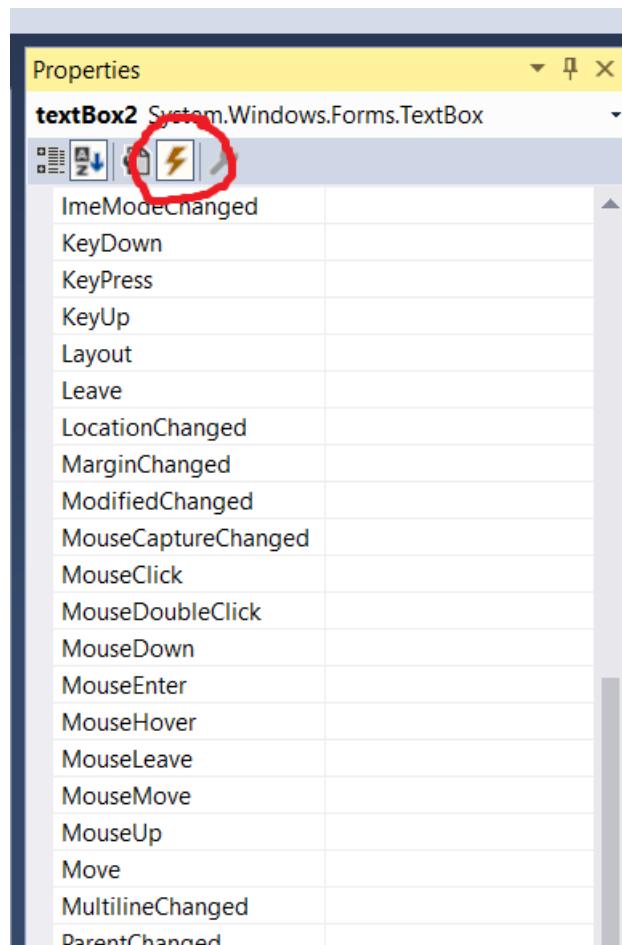 Properties
textBox2 System.Windows.Forms.TextBox
ImeModeChanged
KeyDown
KeyPress
KeyUp
Layout
Leave
LocationChanged
MarginChanged
ModifiedChanged
MouseCaptureChanged
MouseClick
MouseDoubleClick
MouseDown
MouseEnter
MouseHover
MouseLeave
MouseMove
MouseUp
Move
MultilineChanged
ParentChanged